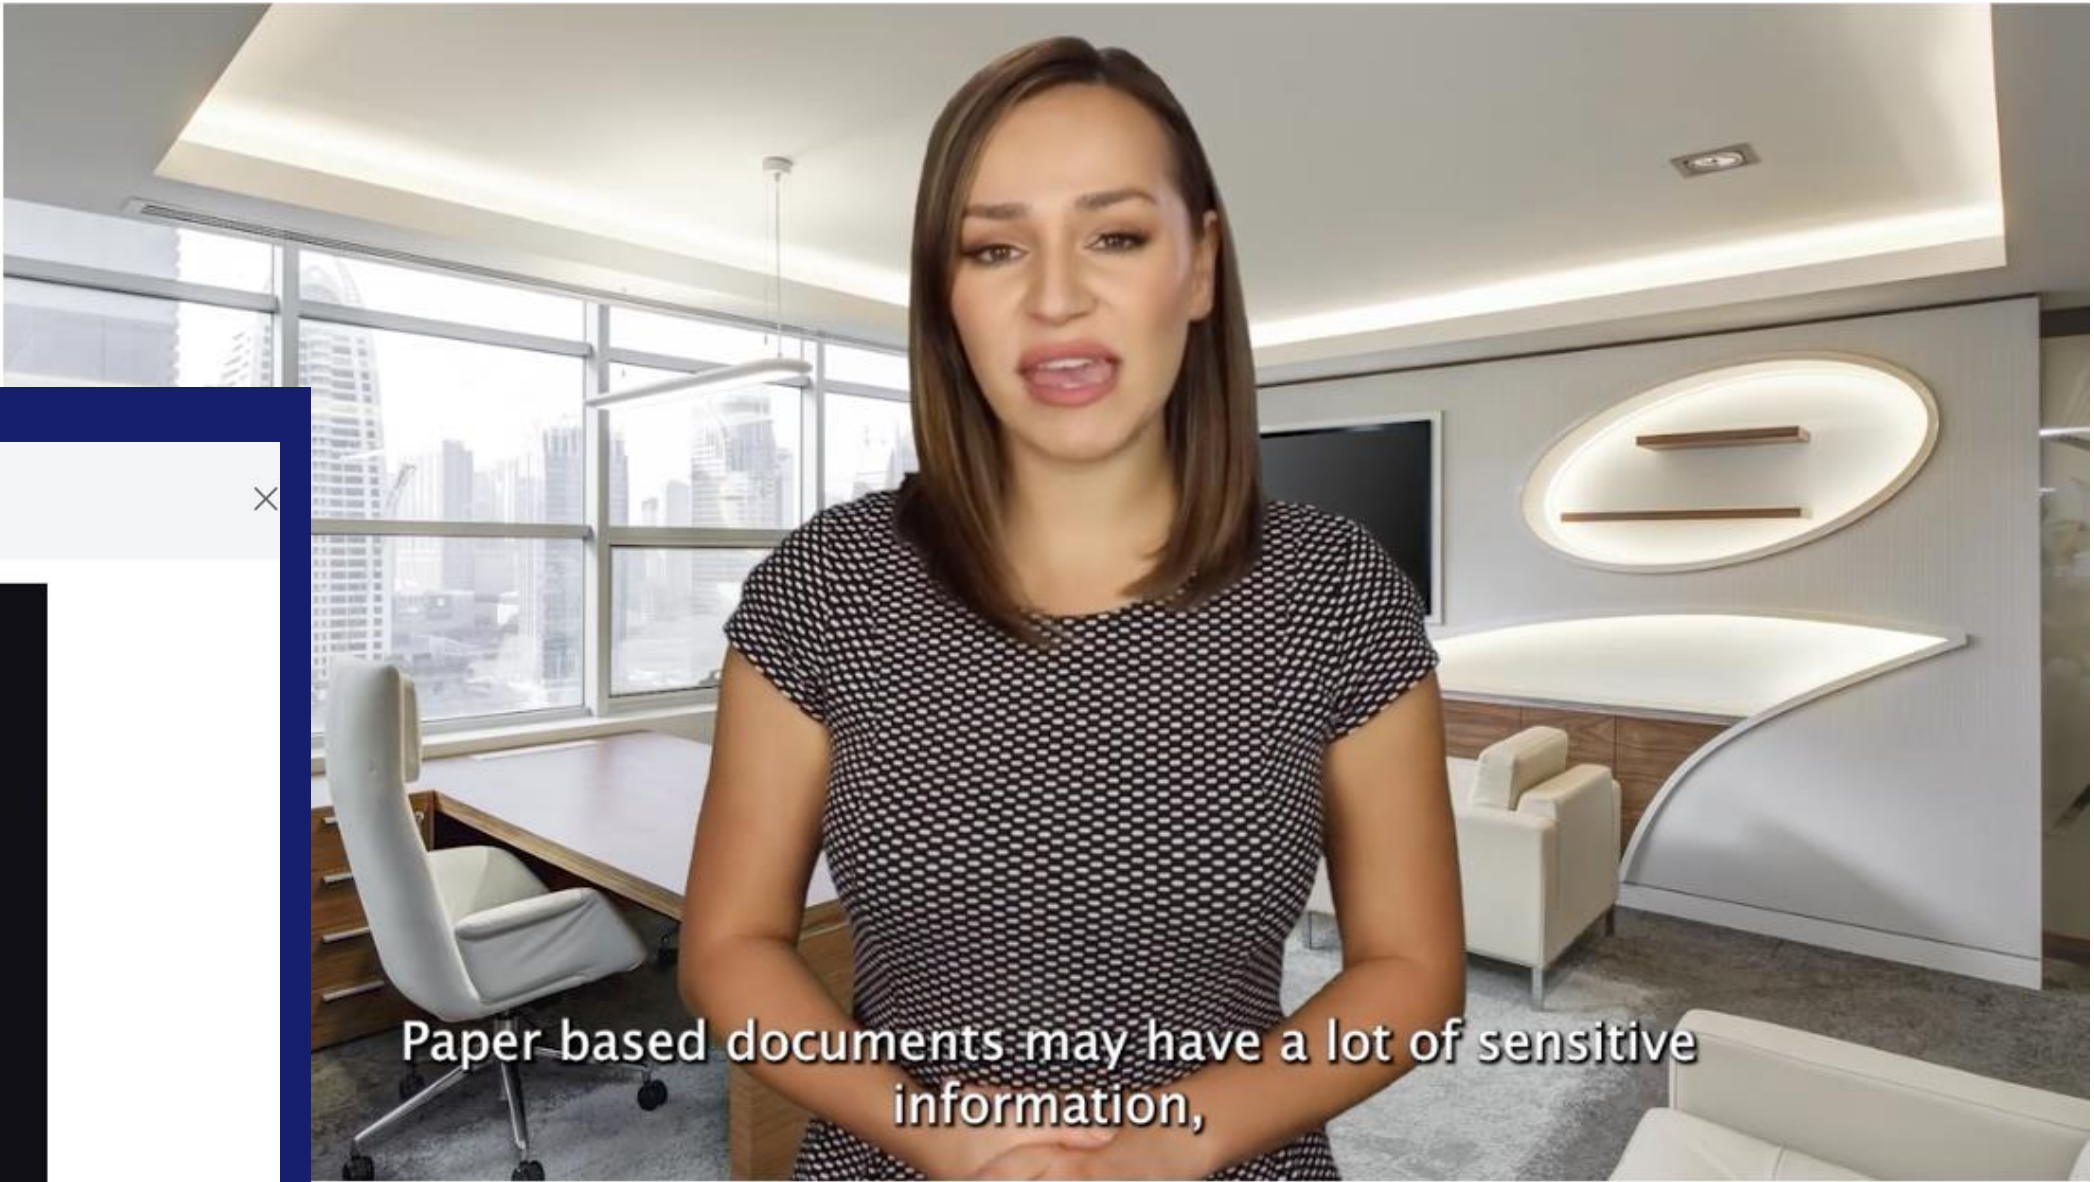 Paper based documents may have a lot of sensitive
information,